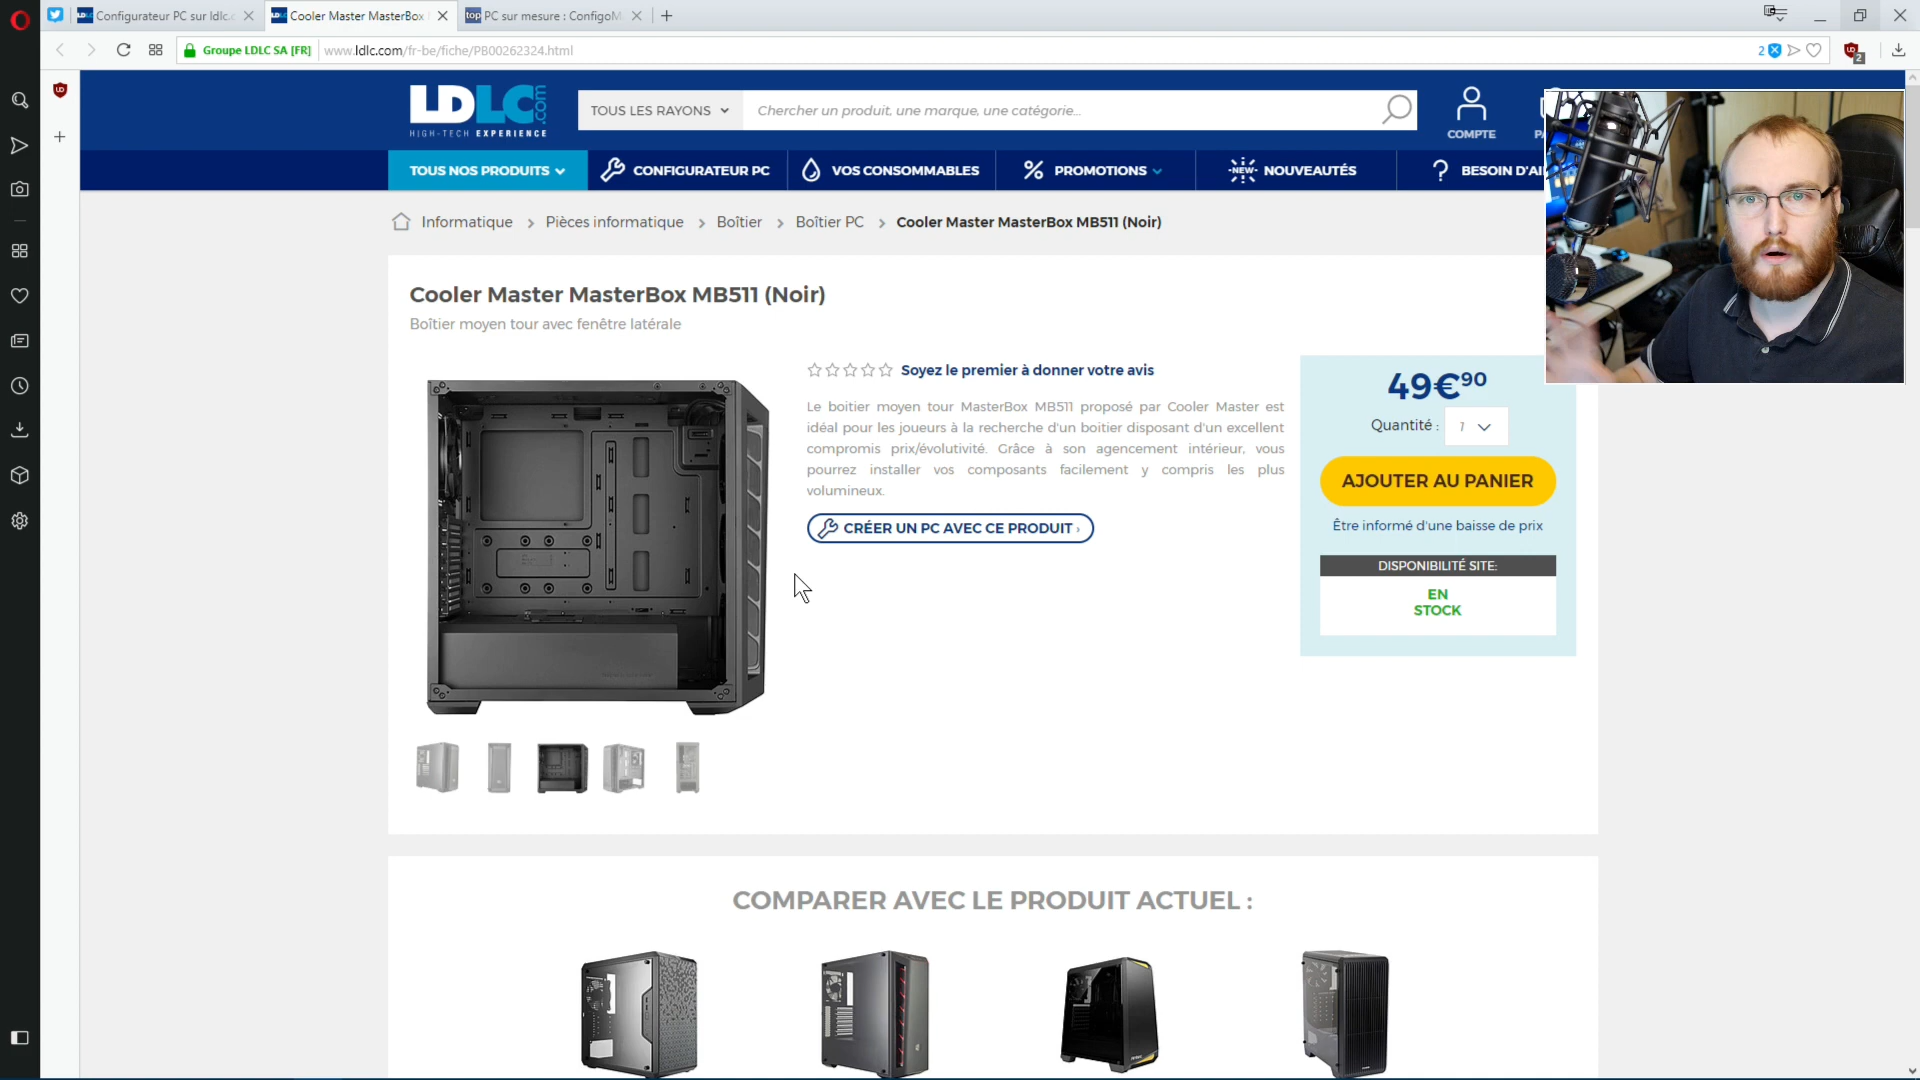 Configurateur PC sur ldlc.c
Cooler Master MasterBox
top PC sur mesure : ConfigoM
Groupe LDLC SA [FR]
www.ldlc.com/fr-be/fiche/PB00262324.html
2
2
LDLC.com
HIGH-TECH EXPERIENCE
TOUS LES RAYONS
Chercher un produit, une marque, une catégorie...
COMPTE
TOUS NOS PRODUITS
CONFIGURATEUR PC
VOS CONSOMMABLES
% PROMOTIONS
-NEW- NOUVEAUTÉS
? BESOIN D'AI
Informatique > Pièces informatique > Boîtier > Boîtier PC > Cooler Master MasterBox MB511 (Noir)
Cooler Master MasterBox MB511 (Noir)
Boîtier moyen tour avec fenêtre latérale
Soyez le premier à donner votre avis
Le boitier moyen tour MasterBox MB511 proposé par Cooler Master est
idéal pour les joueurs à la recherche d'un boitier disposant d'un excellent
compromis prix/évolutivité. Grâce à son agencement intérieur, vous
pourrez installer vos composants facilement y compris les plus
volumineux.
CRÉER UN PC AVEC CE PRODUIT ›
49€90
Quantité : 1
AJOUTER AU PANIER
Être informé d'une baisse de prix
DISPONIBILITÉ SITE:
EN
STOCK
COMPARER AVEC LE PRODUIT ACTUEL :